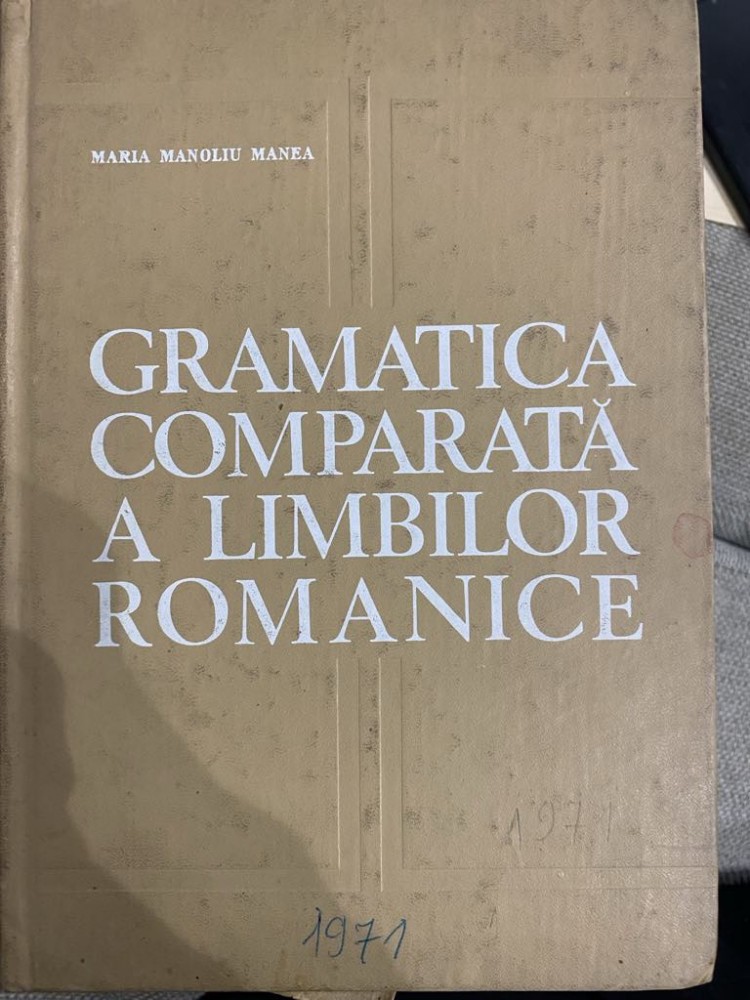 MARIA MANOLIU MANEA
GRAMATICA
COMPARATĂ
A LIMBILOR
ROMANICE
1971
1971